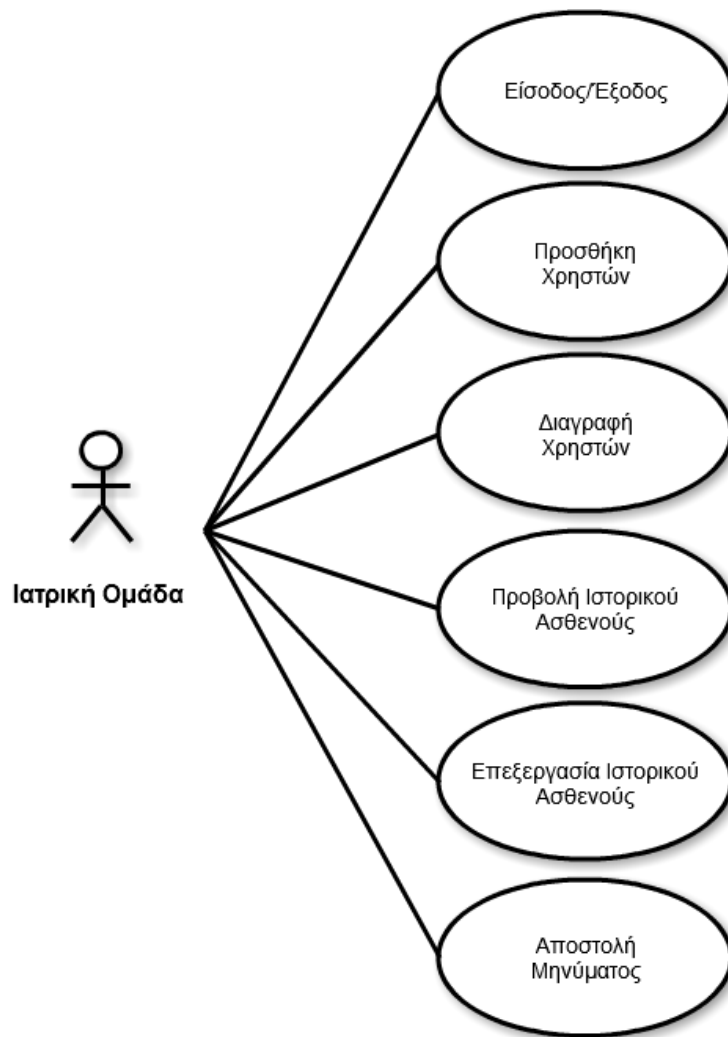 Είσοδος/Έξοδος
Προσθήκη
Χρηστών
Διαγραφή
Χρηστών
Ιατρική Ομάδα
Προβολή Ιστορικού
Ασθενούς
Επεξεργασία Ιστορικού
Ασθενούς
Αποστολή
Μηνύματος